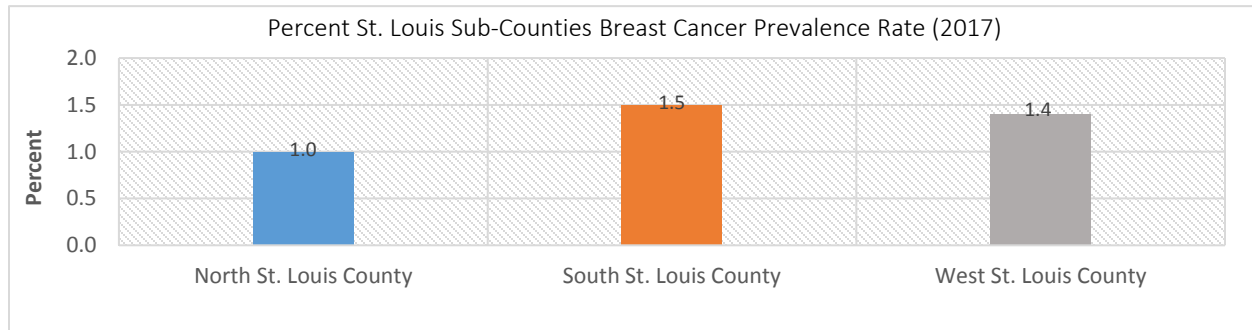 Percent St. Louis Sub-Counties Breast Cancer Prevalence Rate (2017)
2.0
1.5
1.0
0.5
0.0
Percent
1.0
1.5
1.4
North St. Louis County
South St. Louis County
West St. Louis County